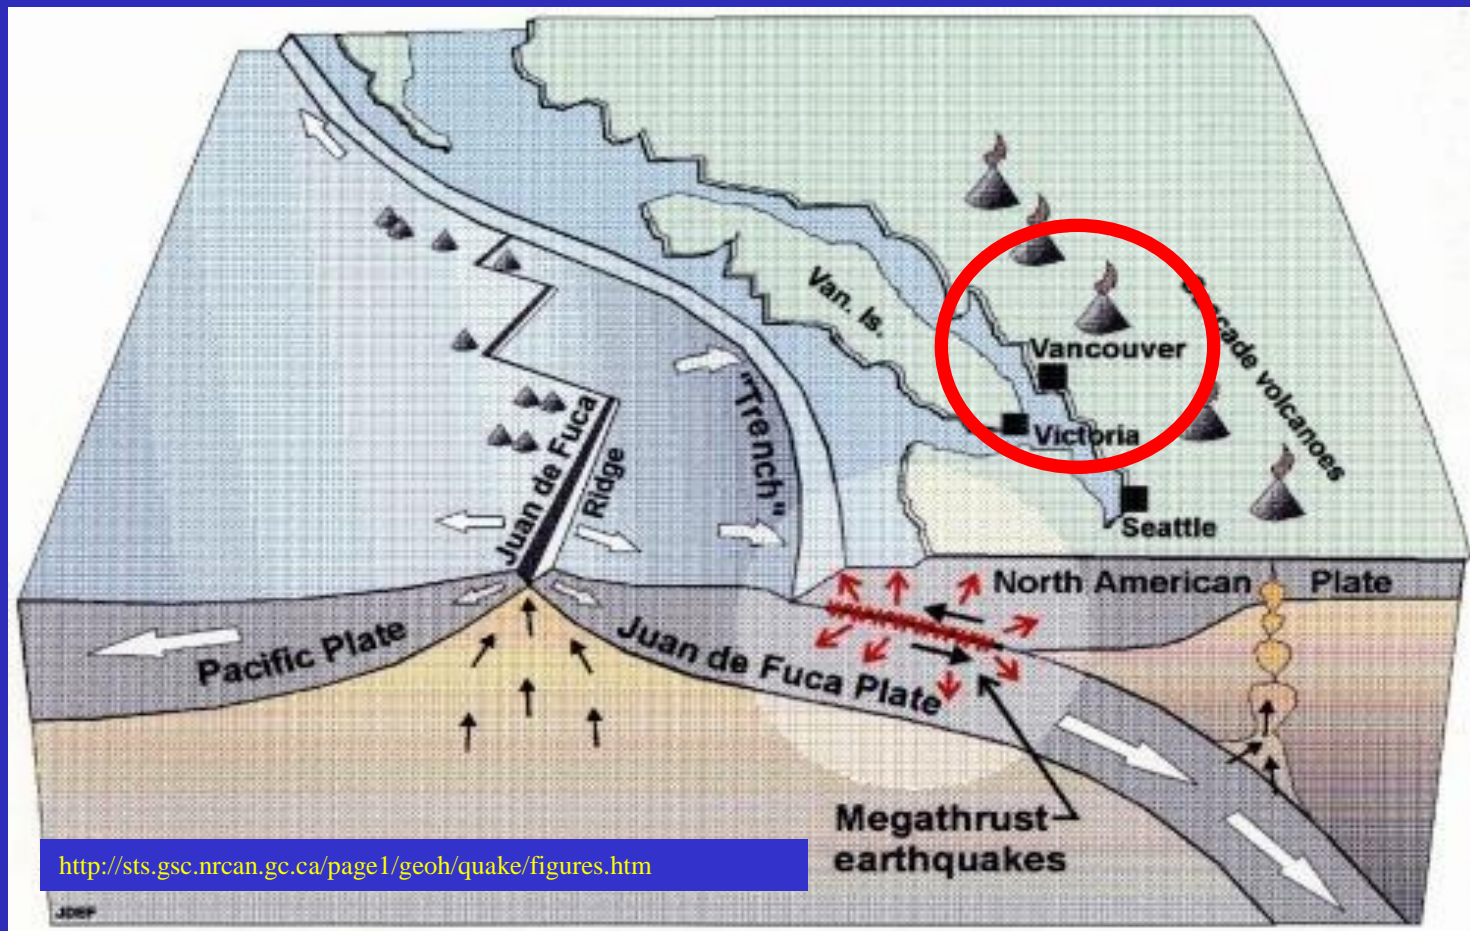 Van. Is.
Cascade volcanoes
Vancouver
Victoria
Seattle
"Trench"
Juan de Fuca
Ridge
North American Plate
Pacific Plate
Juan de Fuca Plate
Megathrust
earthquakes
http://sts.gsc.nrcan.gc.ca/page1/geoh/quake/figures.htm